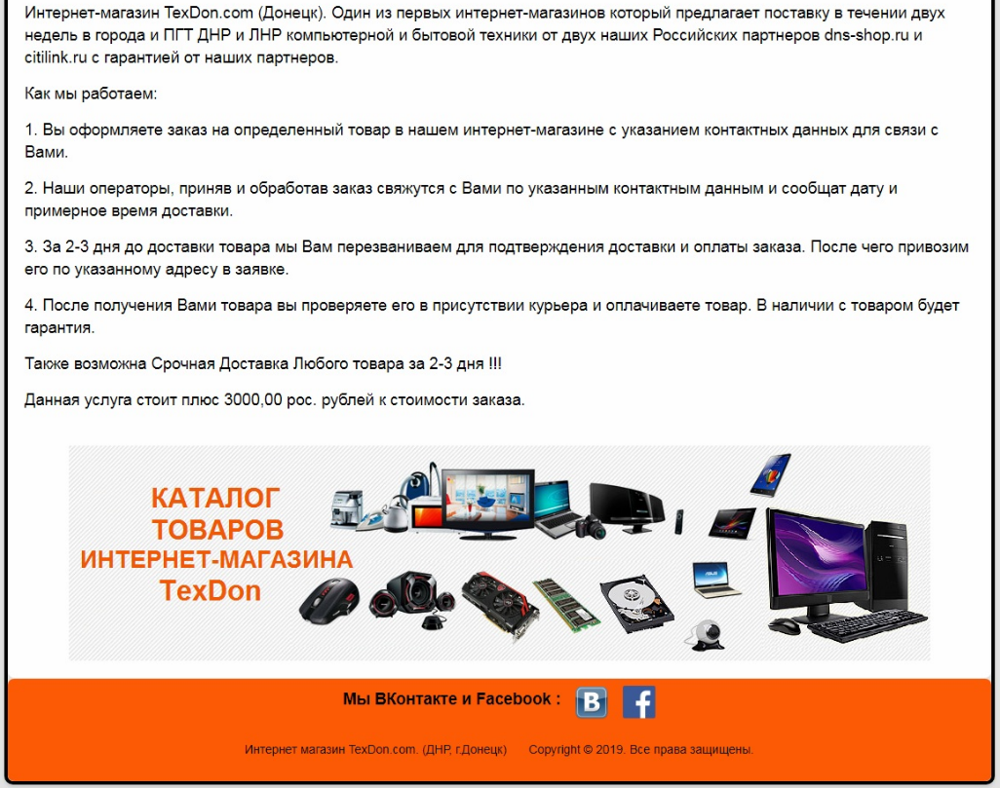 Интернет-магазин TexDon.com (Донецк). Один из первых интернет-магазинов который предлагает поставку в течении двух
недель в города и ПГТ ДНР и ЛНР компьютерной и бытовой техники от двух наших Российских партнеров dns-shop.ru и
citilink.ru с гарантией от наших партнеров.
Как мы работаем:
1. Вы оформляете заказ на определенный товар в нашем интернет-магазине с указанием контактных данных для связи с
Вами.
2. Наши операторы, приняв и обработав заказ свяжутся с Вами по указанным контактным данным и сообщат дату и
примерное время доставки.
3. За 2-3 дня до доставки товара мы Вам перезваниваем для подтверждения доставки и оплаты заказа. После чего привозим
его по указанному адресу в заявке.
4. После получения Вами товара вы проверяете его в присутствии курьера и оплачиваете товар. В наличии с товаром будет
гарантия.
Также возможна Срочная Доставка Любого товара за 2-3 дня !!!
Данная услуга стоит плюс 3000,00 рос. рублей к стоимости заказа.
КАТАЛОГ
ТОВАРОВ
ИНТЕРНЕТ-МАГАЗИНА
TexDon
Мы ВКонтакте и Facebook : B f
Интернет магазин TexDon.com. (ДНР, г.Донецк) Copyright © 2019. Все права защищены.